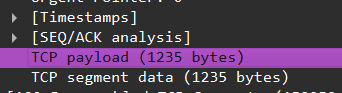 [Timestamps]
[SEQ/ACK analysis]
TCP payload (1235 bytes)
TCP segment data (1235 bytes)